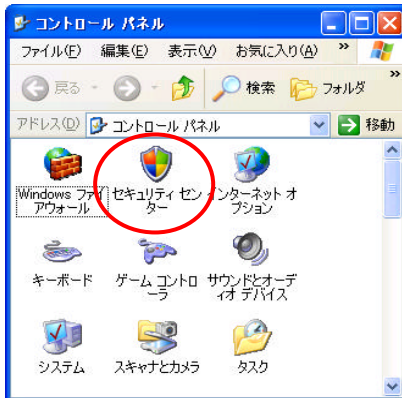 コントロール パネル
ファイル(F) 編集(E) 表示(V) お気に入り(A) »
戻る 検索 フォルダ »
アドレス(D) コントロール パネル 移動
Windows ファイ
アウォール
セキュリティ セン
ター
インターネット オ
プション
キーボード
ゲーム コントロ
ーラ
サウンドとオーデ
ィオ デバイス
システム
スキャナとカメラ
タスク